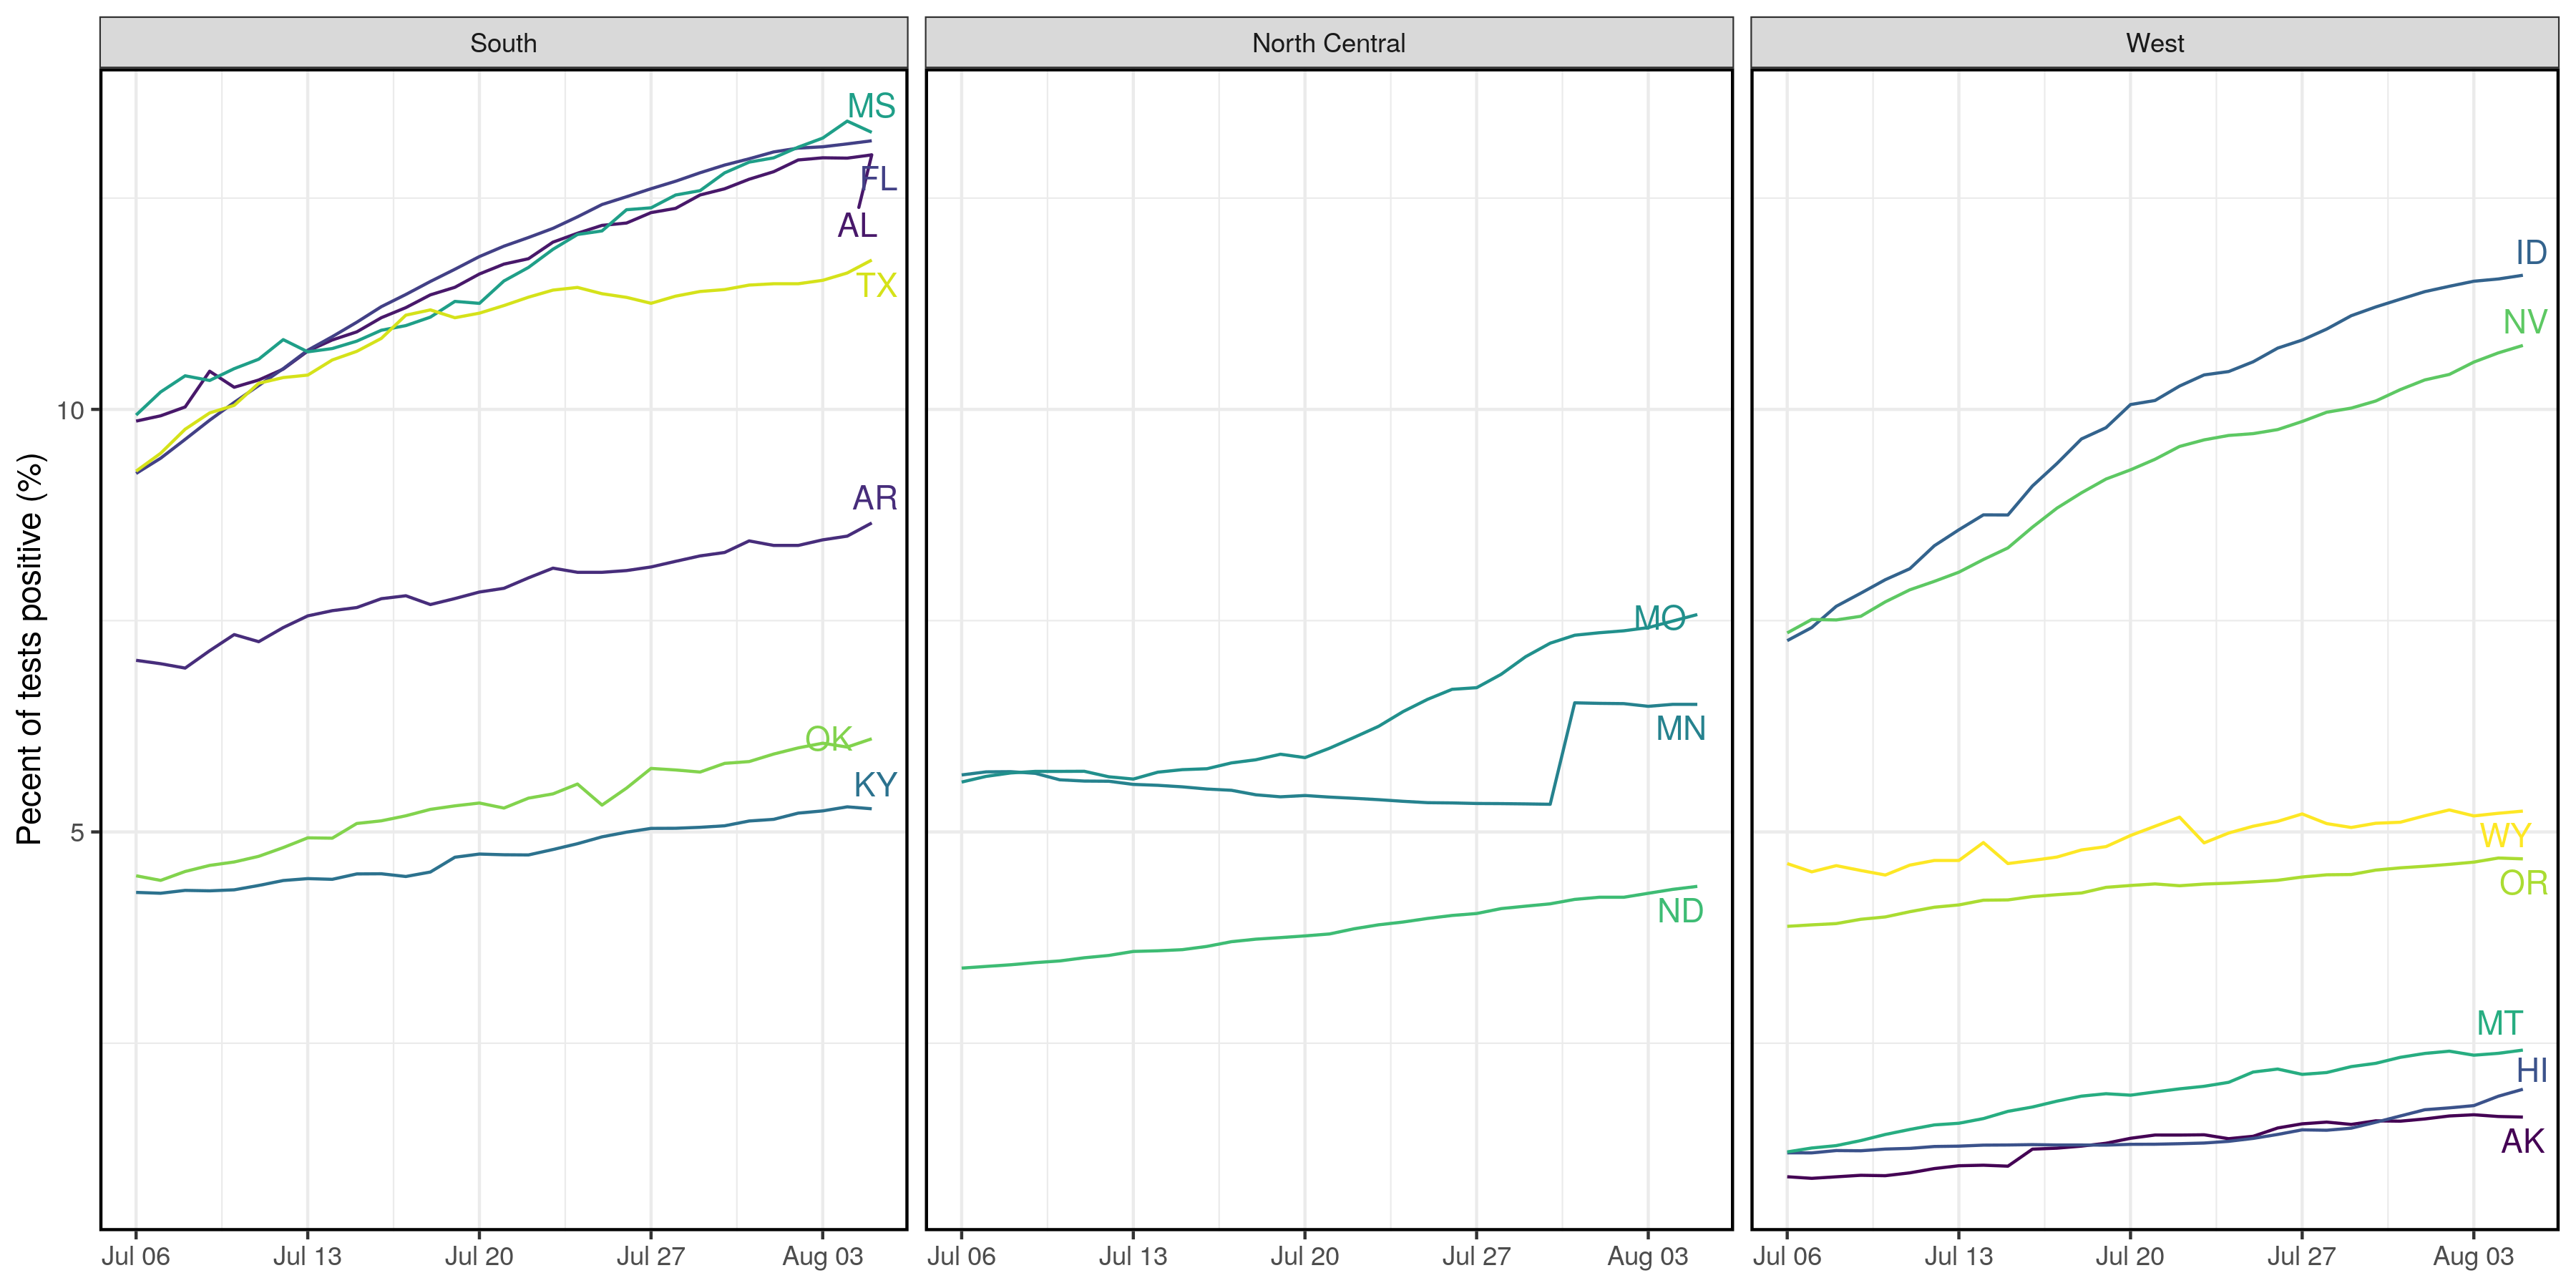 South
North Central
West
Pecent of tests positive (%)
10
5
MS
FL
AL
TX
AR
OK
KY
MO
MN
ND
ID
NV
WY
OR
MT
HI
AK
Jul 06
Jul 13
Jul 20
Jul 27
Aug 03
Jul 06
Jul 13
Jul 20
Jul 27
Aug 03
Jul 06
Jul 13
Jul 20
Jul 27
Aug 03